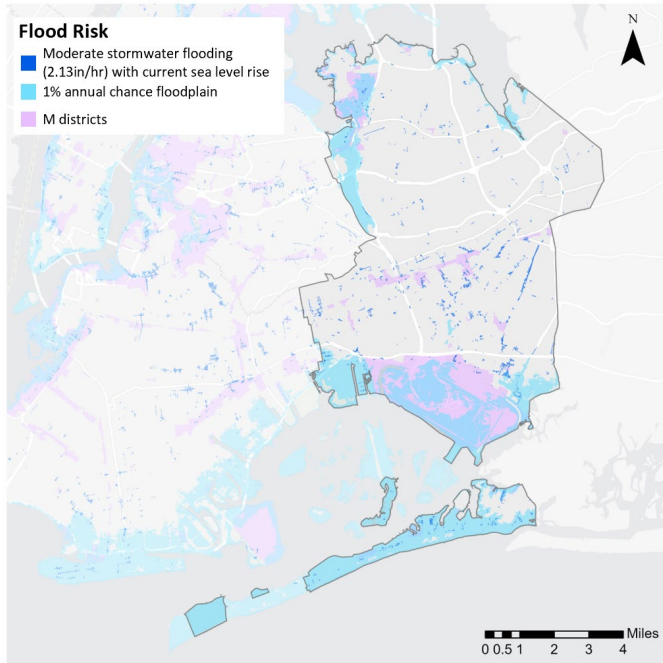 Flood Risk
Moderate stormwater flooding
(2.13in/hr) with current sea level rise
1% annual chance floodplain
M districts
N
Miles
0 0.5 1 2 3 4